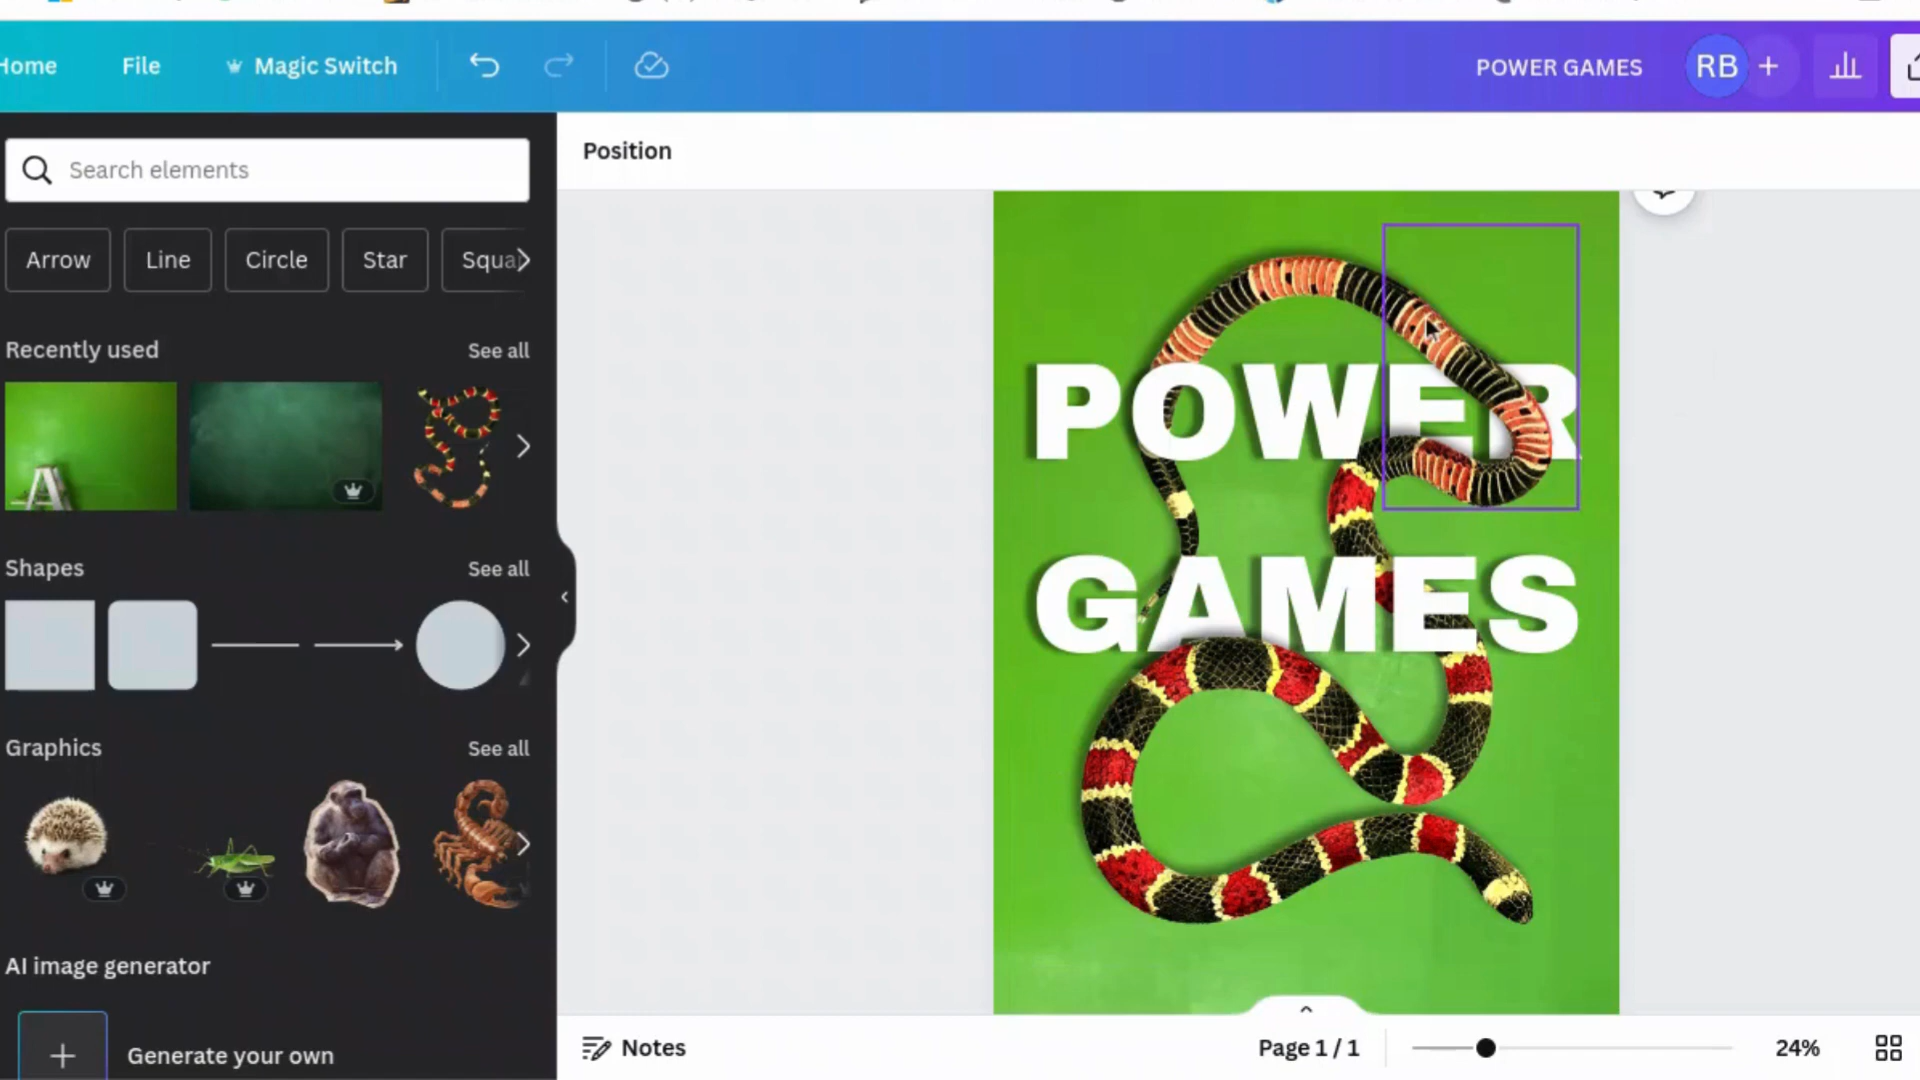 Home File Magic Switch POWER GAMES RB +
Position
Search elements
Arrow Line Circle Star Squa
Recently used See all
Shapes See all
Graphics See all
AI image generator
Generate your own
POWER
GAMES
Notes Page 1 / 1 24%